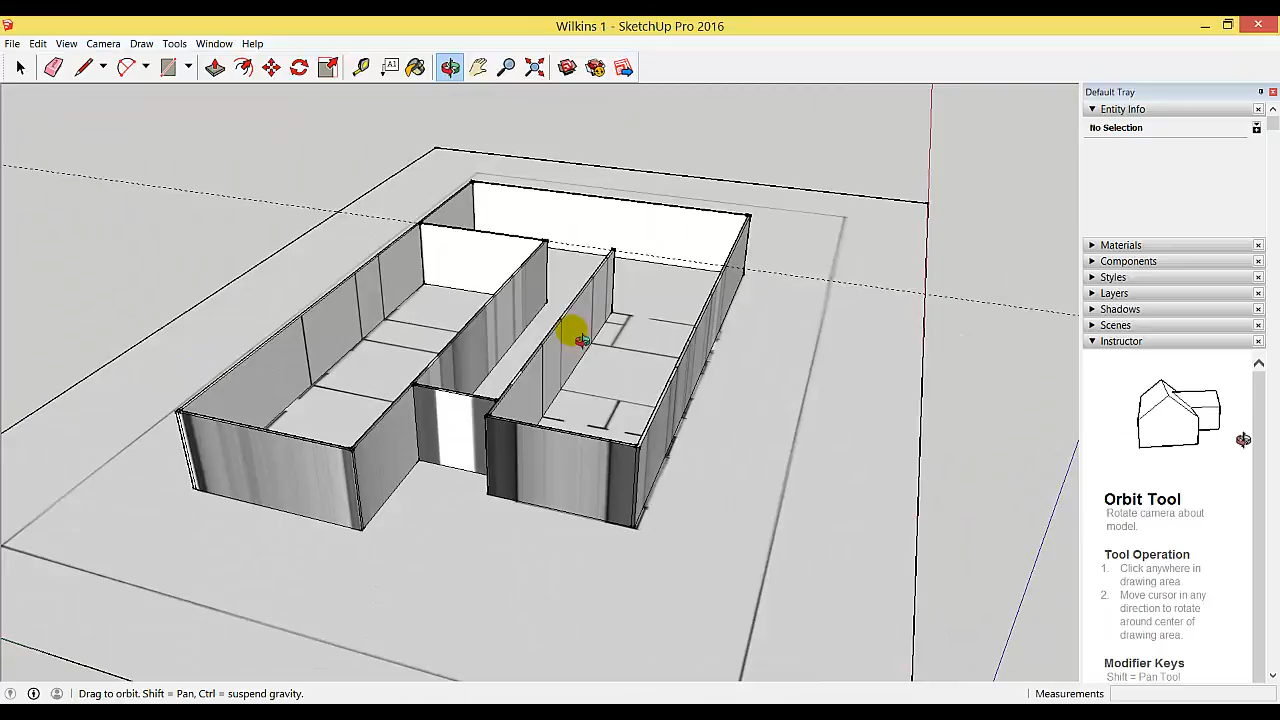 Wilkins 1 - SketchUp Pro 2016
File Edit View Camera Draw Tools Window Help
A1
Default Tray
Entity Info
No Selection
Materials
Components
Styles
Layers
Shadows
Scenes
Instructor
Orbit Tool
Rotate camera about
model.
Tool Operation
1. Click anywhere in
drawing area.
2. Move cursor in any
direction to rotate
around center of
drawing area.
Modifier Keys
Shift = Pan Tool
Drag to orbit. Shift = Pan, Ctrl = suspend gravity.
Measurements